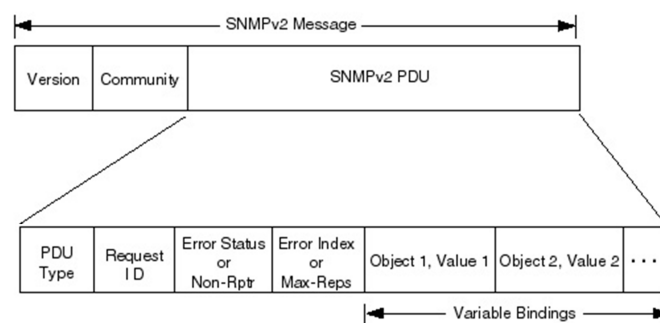 SNMPv2 Message
Version
Community
SNMPv2 PDU
PDU
Type
Request
ID
Error Status
or
Non-Rptr
Error Index
or
Max-Reps
Object 1, Value 1
Object 2, Value 2
...
Variable Bindings